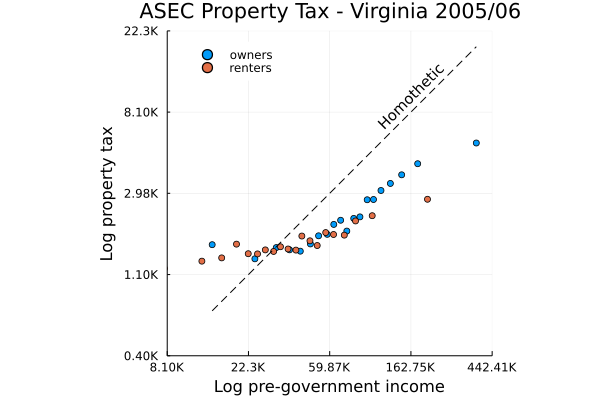 ASEC Property Tax - Virginia 2005/06
22.3K
owners
renters
Homothetic
8.10K
Log property tax
2.98K
1.10K
0.40K
8.10K 22.3K 59.87K 162.75K 442.41K
Log pre-government income